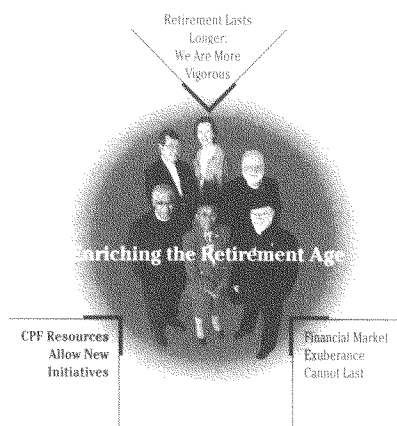 Retirement Lasts
Longer:
We Are More
Vigorous
Enriching the Retirement Age
CPF Resources
Allow New
Initiatives
Financial Market
Exuberance
Cannot Last